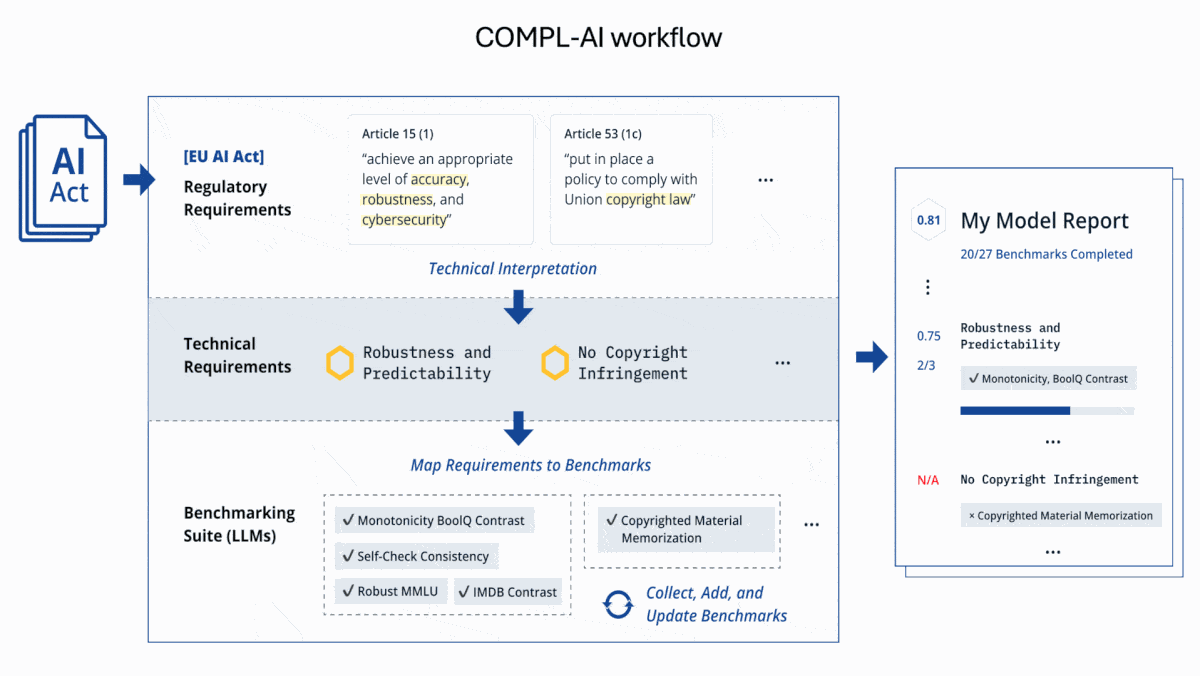 COMPL-AI workflow
AI
Act
[EU AI Act]
Regulatory
Requirements
Article 15 (1)
“achieve an appropriate
level of accuracy,
robustness, and
cybersecurity”
Article 53 (1c)
“put in place a
policy to comply with
Union copyright law”
...
Technical Interpretation
Technical
Requirements
Robustness and
Predictability
No Copyright
Infringement
...
Map Requirements to Benchmarks
Benchmarking
Suite (LLMs)
✓ Monotonicity BoolQ Contrast
✓ Self-Check Consistency
✓ Robust MMLU
✓ IMDB Contrast
✓ Copyrighted Material
Memorization
...
Collect, Add, and
Update Benchmarks
0.81
My Model Report
20/27 Benchmarks Completed
⋮
0.75
Robustness and
Predictability
2/3
✓ Monotonicity, BoolQ Contrast
...
N/A
No Copyright Infringement
× Copyrighted Material Memorization
...